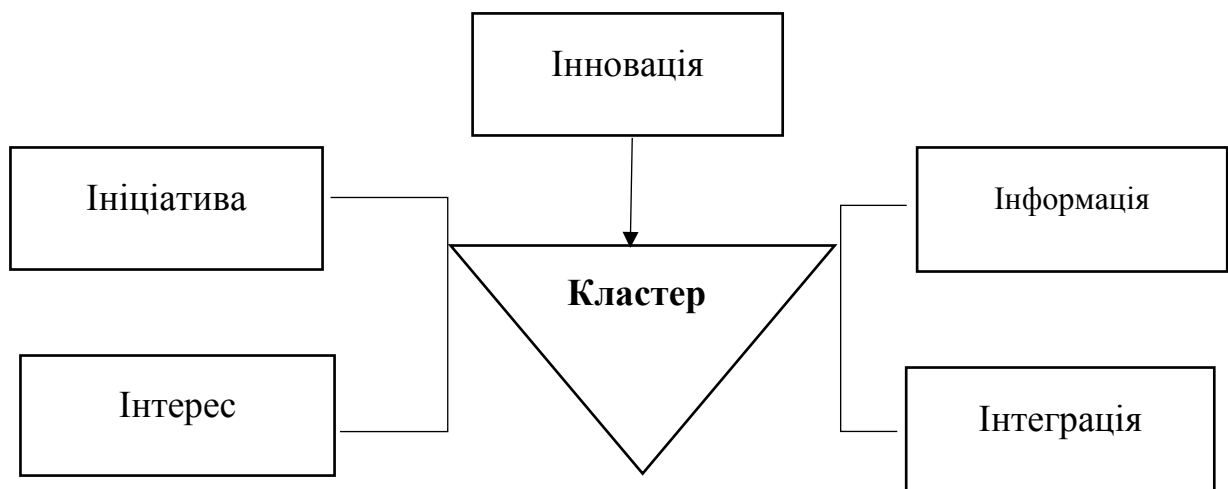 Інновація
Ініціатива
Інформація
Кластер
Інтерес
Інтеграція